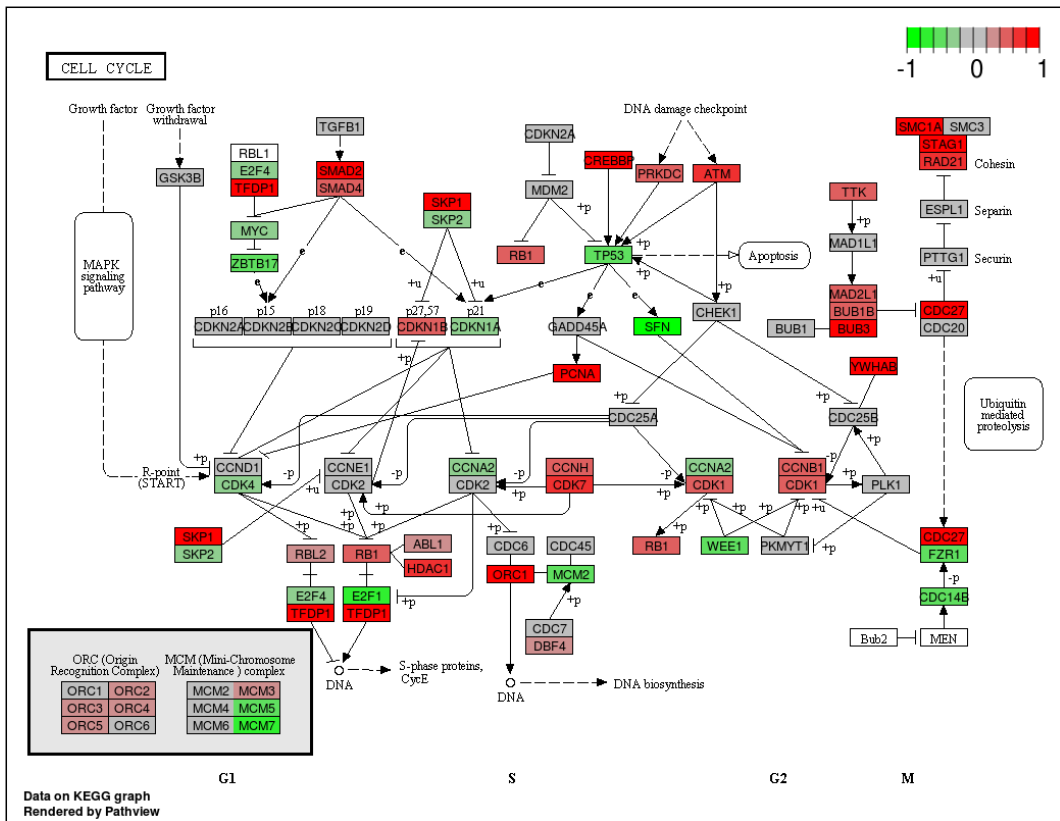 -1 0 1
CELL CYCLE
Growth factor
Growth factor
withdrawal
DNA damage checkpoint
TGFB1
CDKN2A
SMC1A SMC3
STAG1
RAD21
Cohesin
RBL1
E2F4
TFDP1
GSK3B
SMAD2
SMAD4
CREBBP
PRKDC
ATM
TTK
MDM2
SKP1
SKP2
+p
+p
ESPL1
Separin
MYC
ZBTB17
RB1
TP53
+p
Apoptosis
MAD1L1
PTTG1
Securin
MAPK
signaling
pathway
e
e
+u
+u
e
e
e
+p
+u
MAD2L1
BUB1B
BUB3
BUB1
CDC27
CDC20
p16
p15
p18
p19
p27,57
p21
CDKN2A
CDKN2B
CDKN2C
CDKN2D
CDKN1B
CDKN1A
GADD45A
SFN
CHEK1
+p
PCNA
YWHAB
+p
+p
CDC25A
CDC25B
Ubiquitin
mediated
proteolysis
R-point
(START)
+p
CCND1
CDK4
-p
CCNE1
CDK2
-p
CCNA2
CDK2
-p
+p
CCNH
CDK7
+p
-p
CCNA2
CDK1
CCNB1
CDK1
-p
+p
+p
+p
PLK1
+u
+p
+p
+p
+p
+p
+p
+p
+p
+u
SKP1
SKP2
RBL2
RB1
ABL1
HDAC1
CDC6
CDC45
RB1
WEE1
PKMYT1
+p
CDC27
FZR1
ORC1
MCM2
-p
E2F4
TFDP1
E2F1
TFDP1
+p
+p
CDC14B
CDC7
DBF4
Bub2
MEN
DNA
S-phase proteins,
CycE
DNA
DNA biosynthesis
ORC (Origin
Recognition Complex)
MCM (Mini-Chromosome
Maintenance ) complex
ORC1 ORC2 MCM2 MCM3
ORC3 ORC4 MCM4 MCM5
ORC5 ORC6 MCM6 MCM7
G1 S G2 M
Data on KEGG graph
Rendered by Pathview